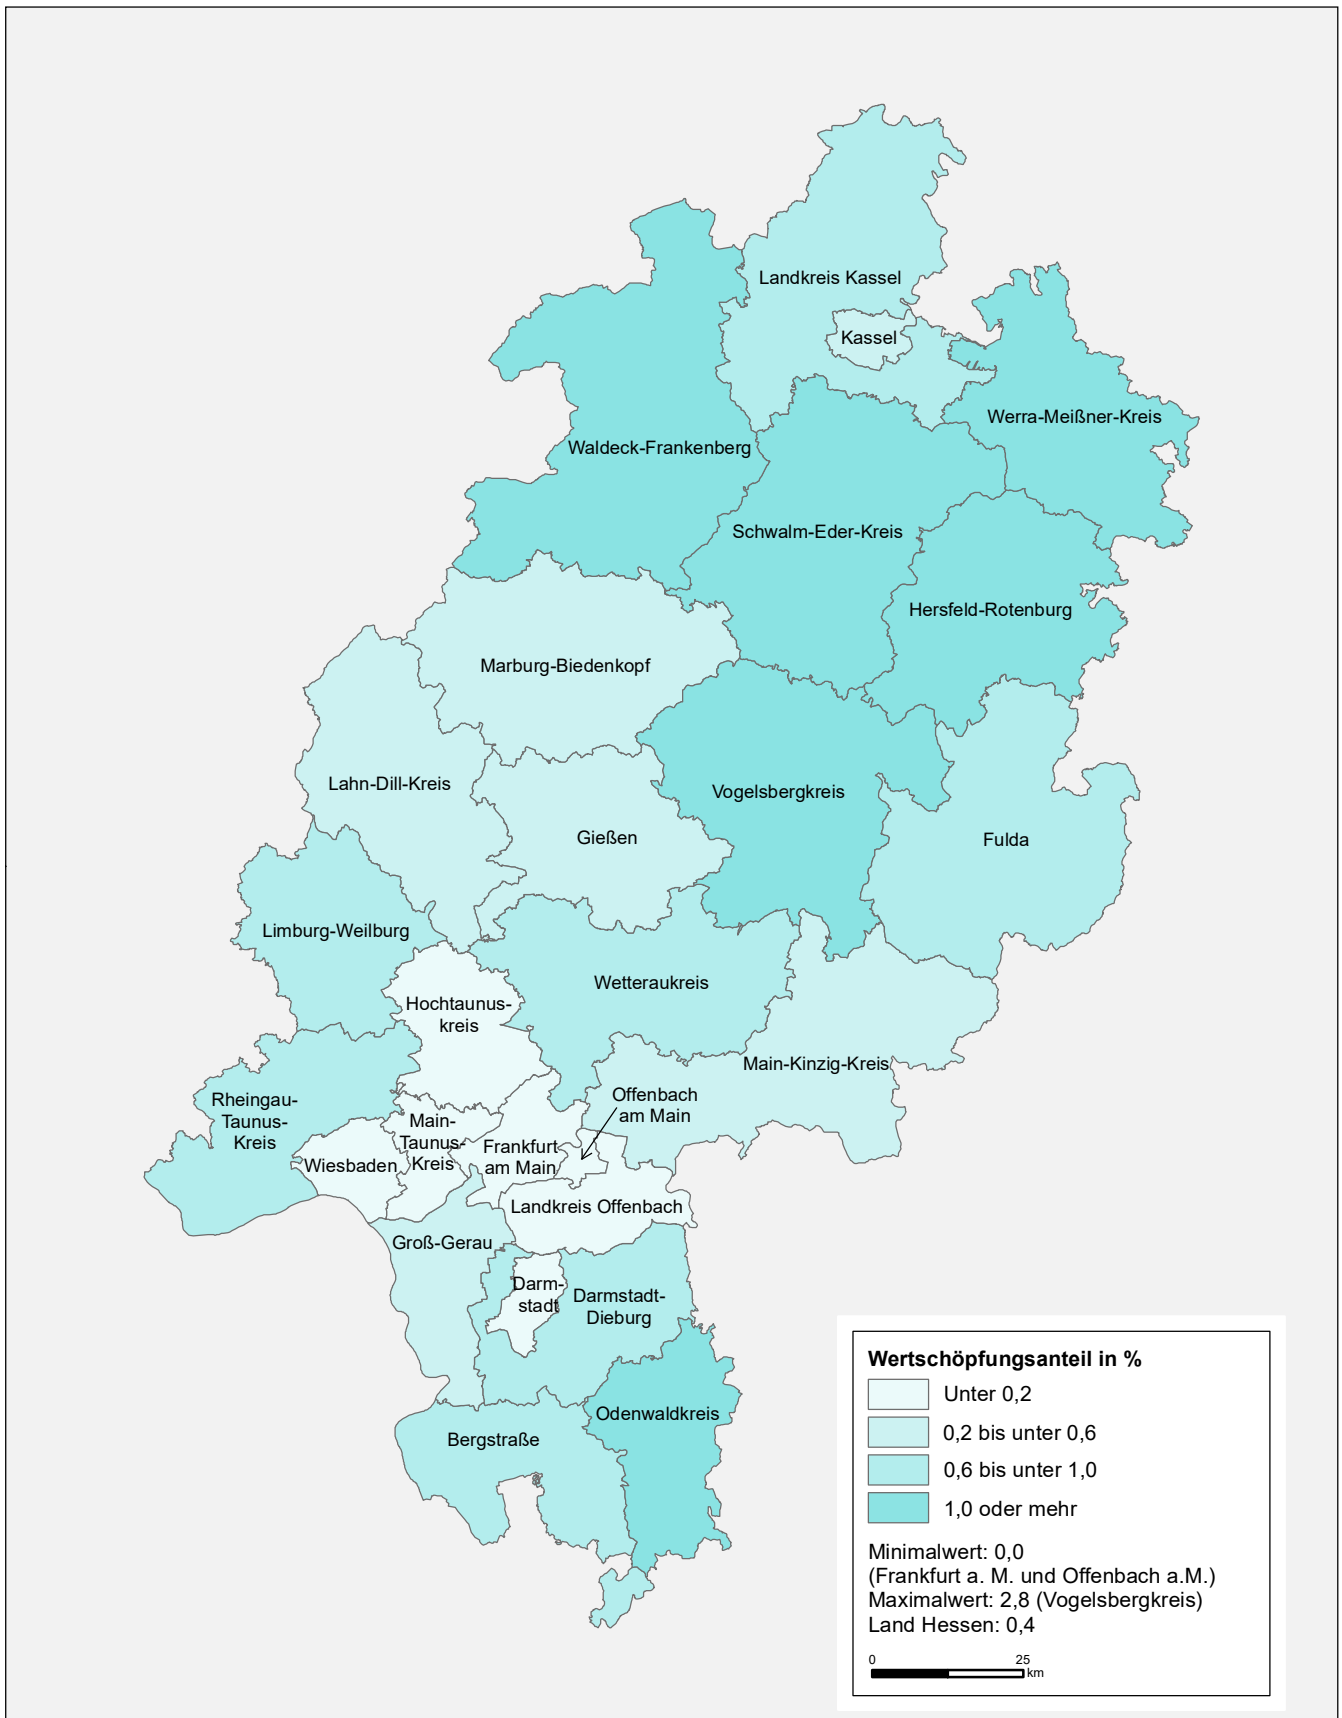 Landkreis Kassel
Kassel
Werra-Meißner-Kreis
Waldeck-Frankenberg
Schwalm-Eder-Kreis
Hersfeld-Rotenburg
Marburg-Biedenkopf
Lahn-Dill-Kreis
Vogelsbergkreis
Gießen
Fulda
Limburg-Weilburg
Wetteraukreis
Hochtaunus-
kreis
Main-Kinzig-Kreis
Offenbach
am Main
Rheingau-
Taunus-
Kreis
Main-
Taunus-
Kreis
Frankfurt
am Main
Wiesbaden
Landkreis Offenbach
Groß-Gerau
Darm-
stadt
Darmstadt-
Dieburg
Odenwaldkreis
Bergstraße
Wertschöpfungsanteil in %
Unter 0,2
0,2 bis unter 0,6
0,6 bis unter 1,0
1,0 oder mehr
Minimalwert: 0,0
(Frankfurt a. M. und Offenbach a.M.)
Maximalwert: 2,8 (Vogelsbergkreis)
Land Hessen: 0,4
0 25
km